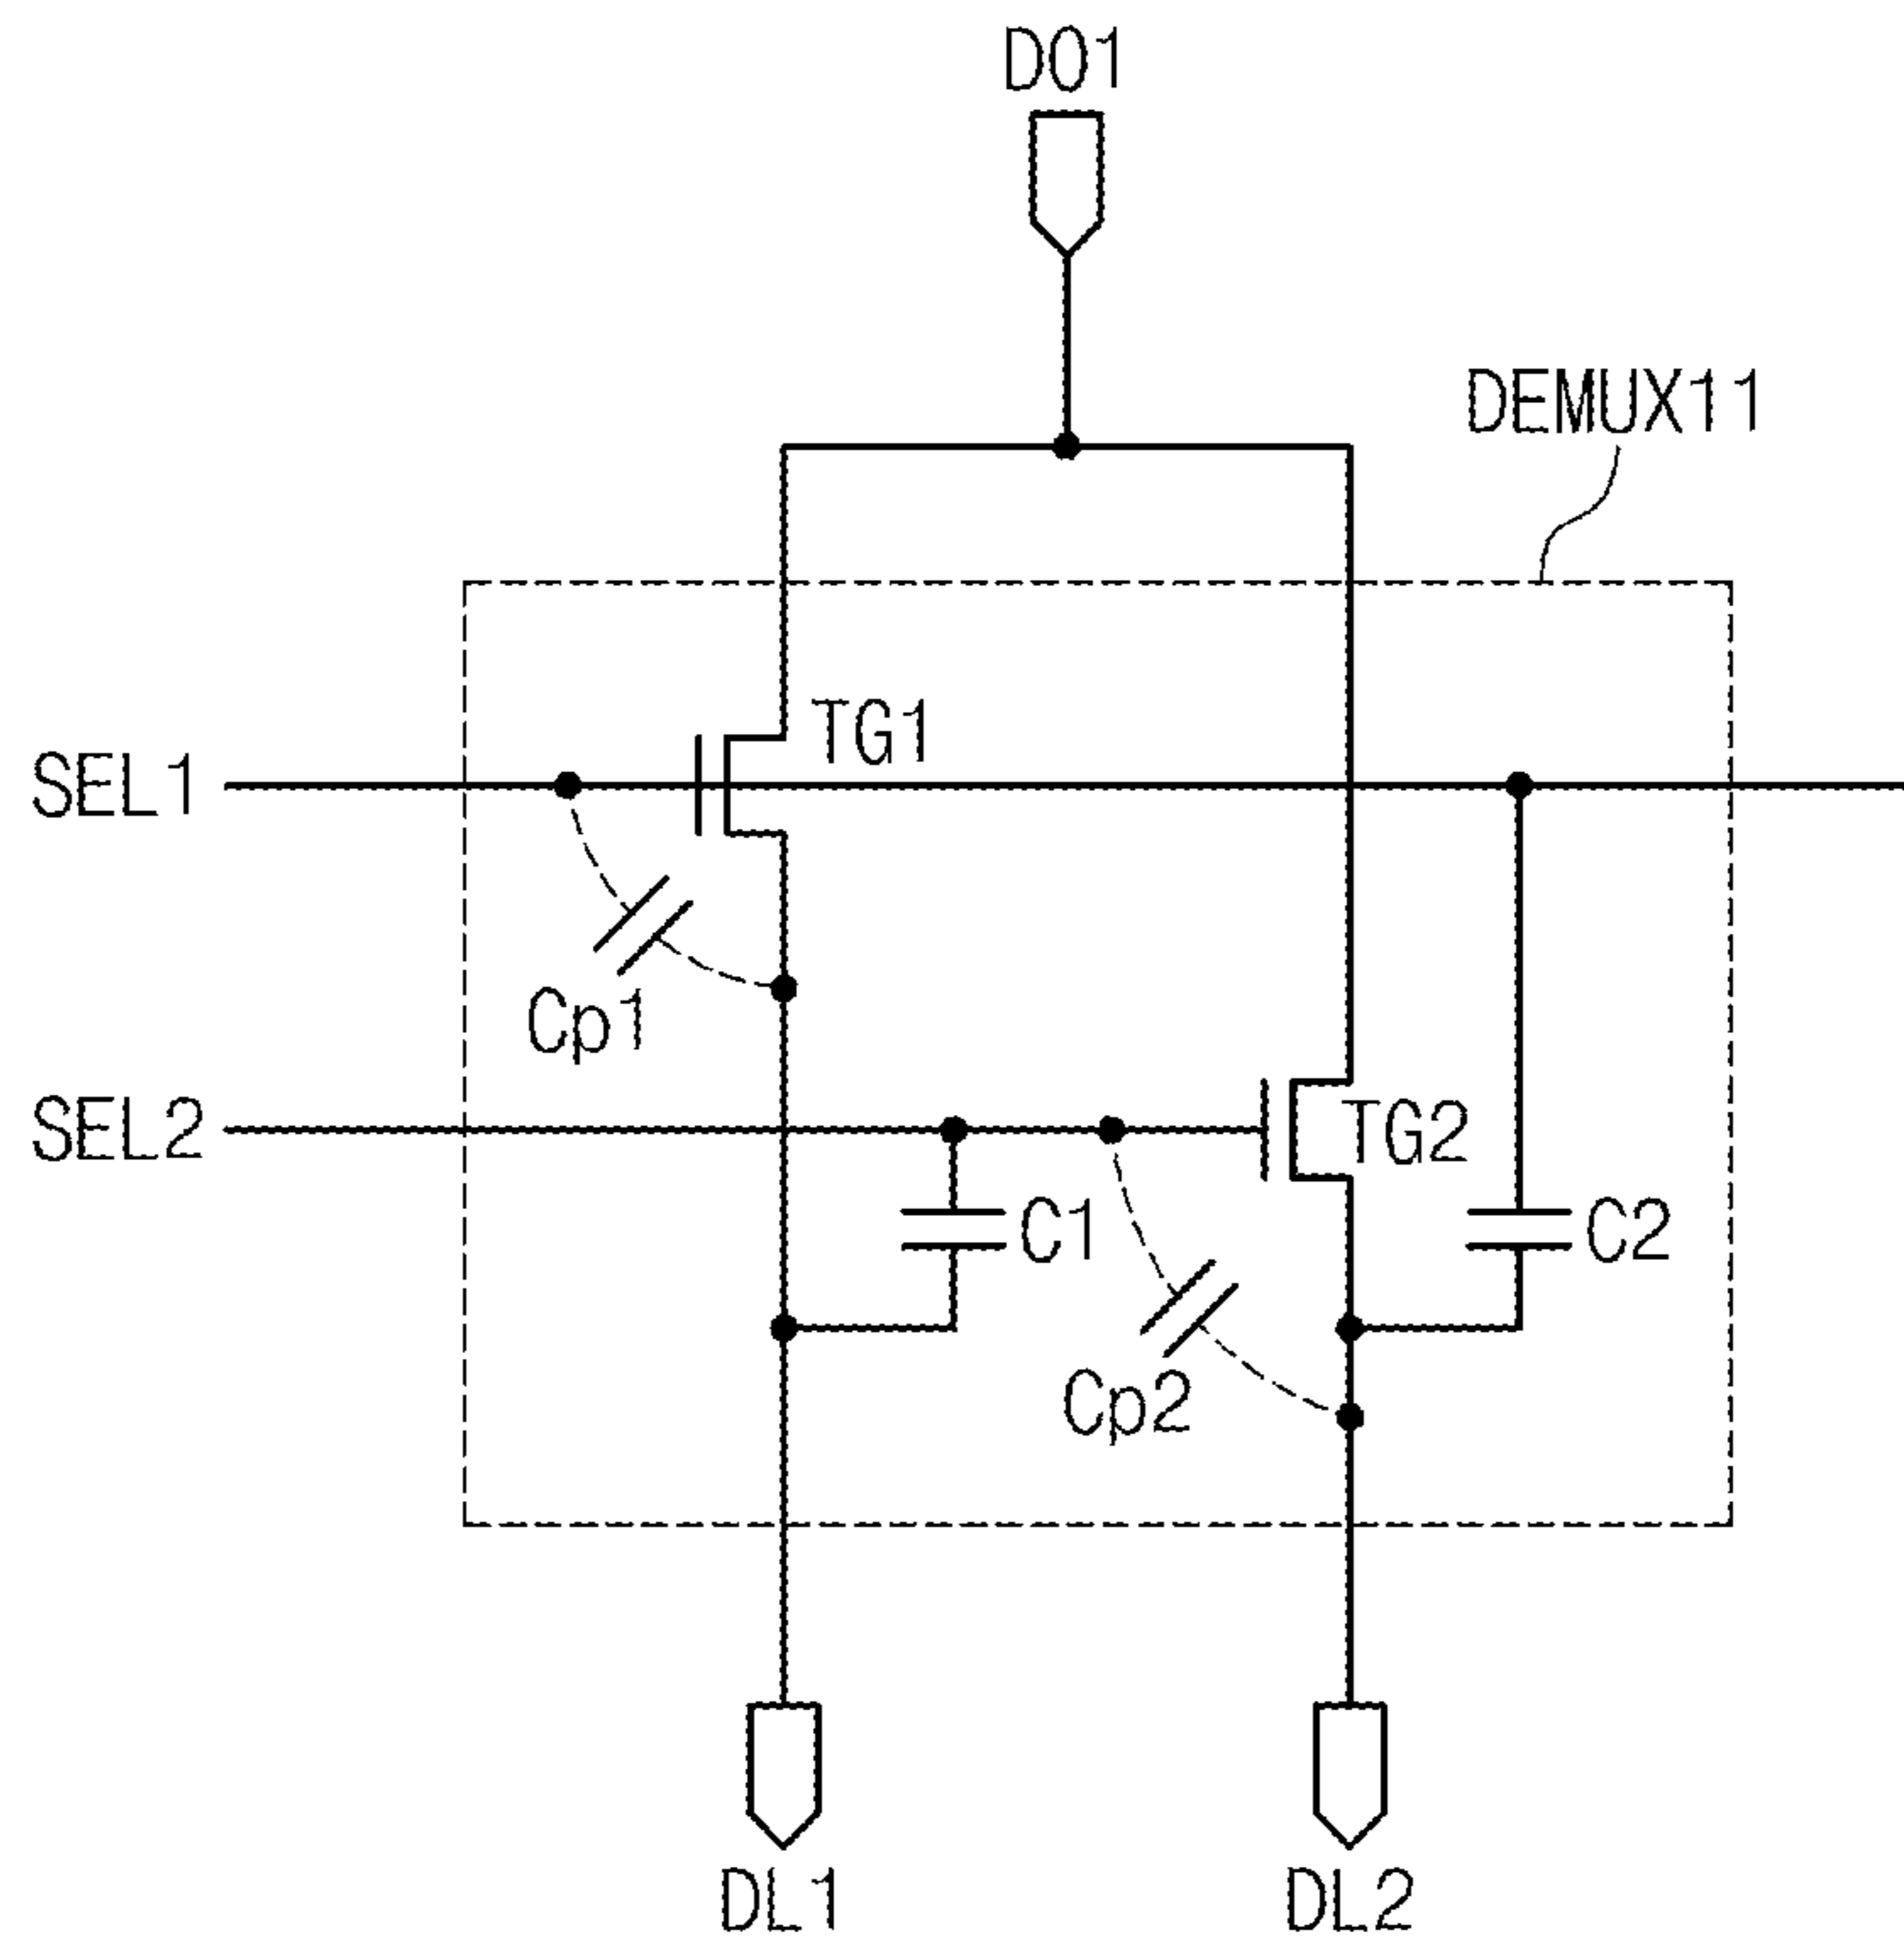 DO1
DEMUX11
TG1
SEL1
Cp1
SEL2
TG2
C1
C2
Cp2
DL1
DL2